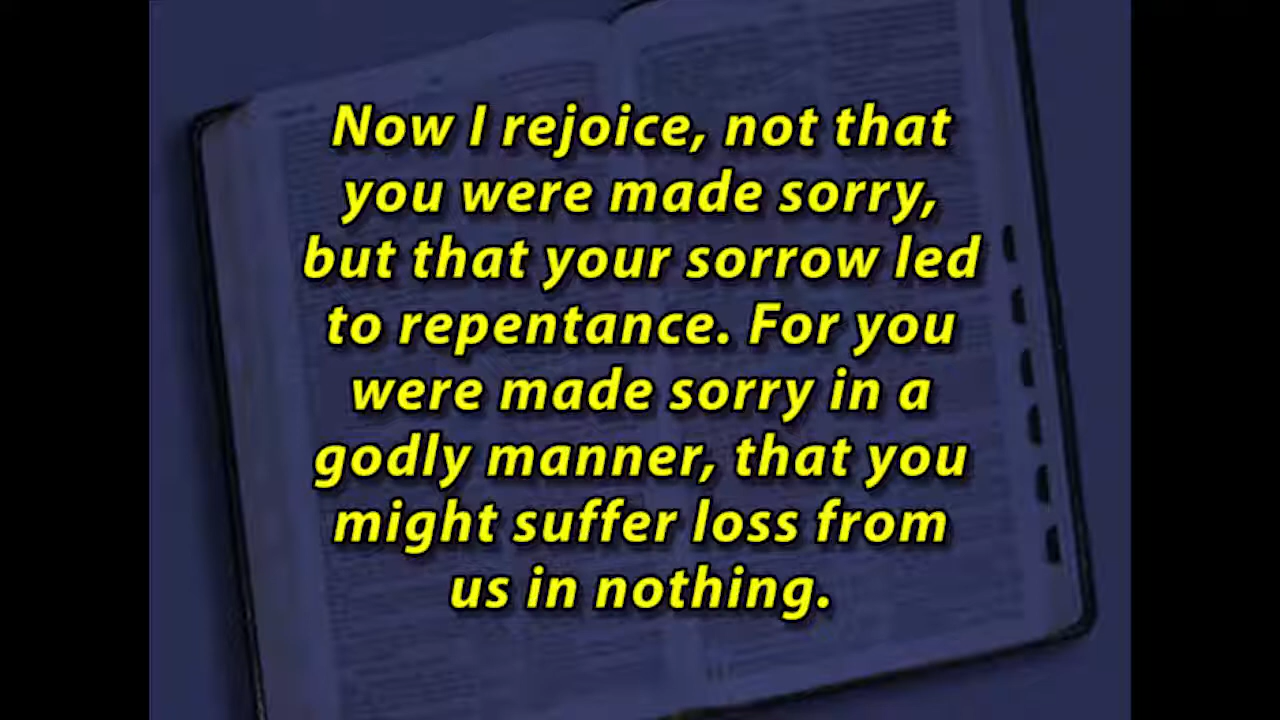 Now I rejoice, not that
you were made sorry,
but that your sorrow led
to repentance. For you
were made sorry in a
godly manner, that you
might suffer loss from
us in nothing.